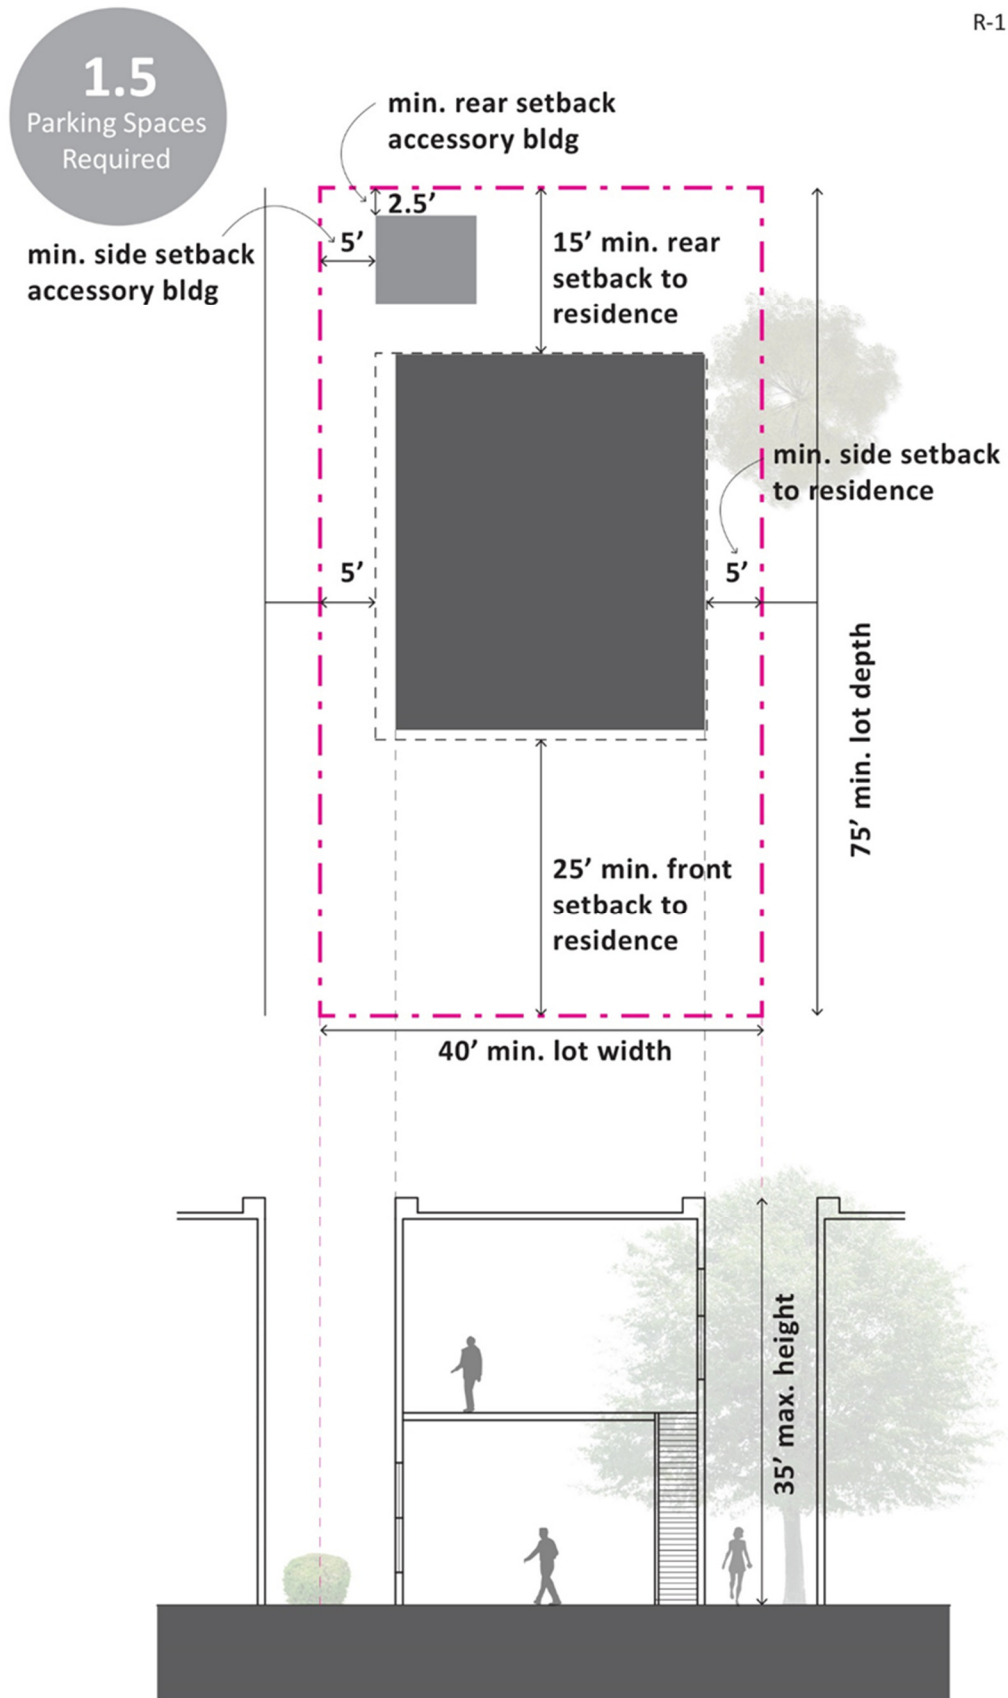 R-1
1.5
Parking Spaces
Required
min. rear setback
accessory bldg
2.5’
min. side setback
accessory bldg
5’
15’ min. rear
setback to
residence
min. side setback
to residence
5’
5’
75’ min. lot depth
25’ min. front
setback to
residence
40’ min. lot width
35’ max. height